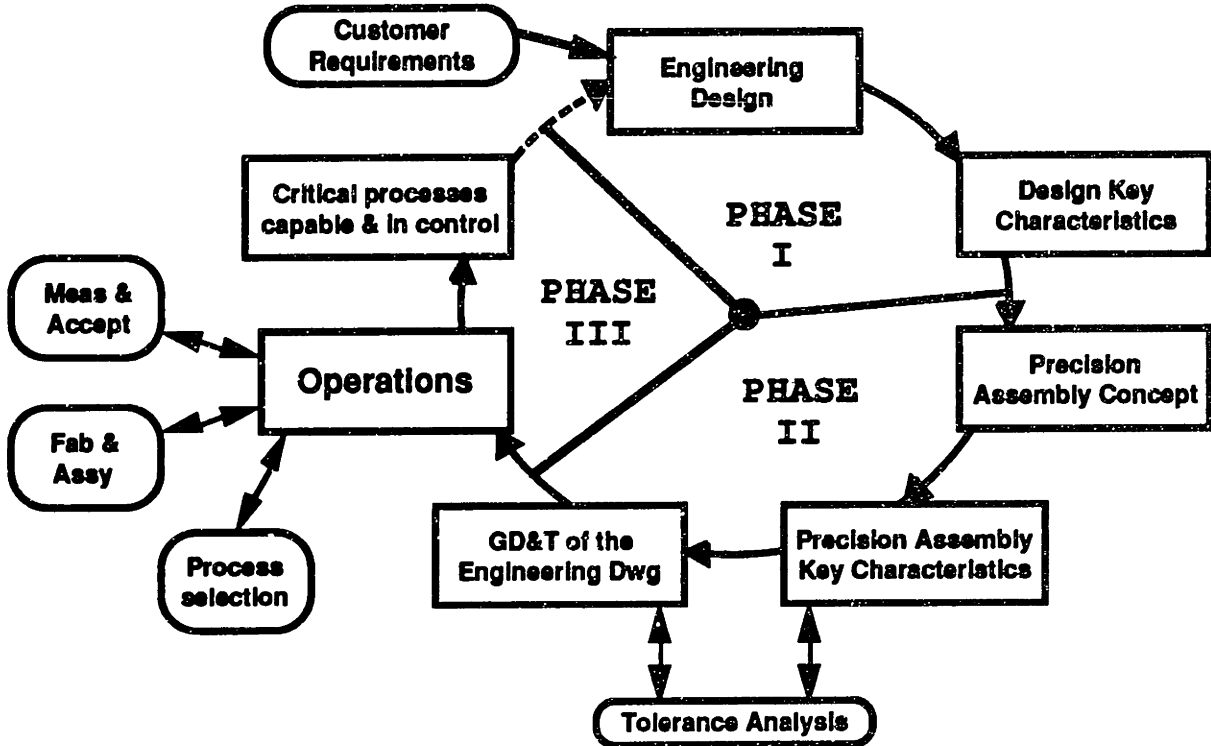 Customer
Requirements
Engineering
Design
Critical processes
capable & in control
Design Key
Characteristics
PHASE
I
PHASE
III
Meas &
Accept
Operations
Precision
Assembly Concept
PHASE
II
Fab &
Assy
Process
selection
GD&T of the
Engineering Dwg
Precision Assembly
Key Characteristics
Tolerance Analysis